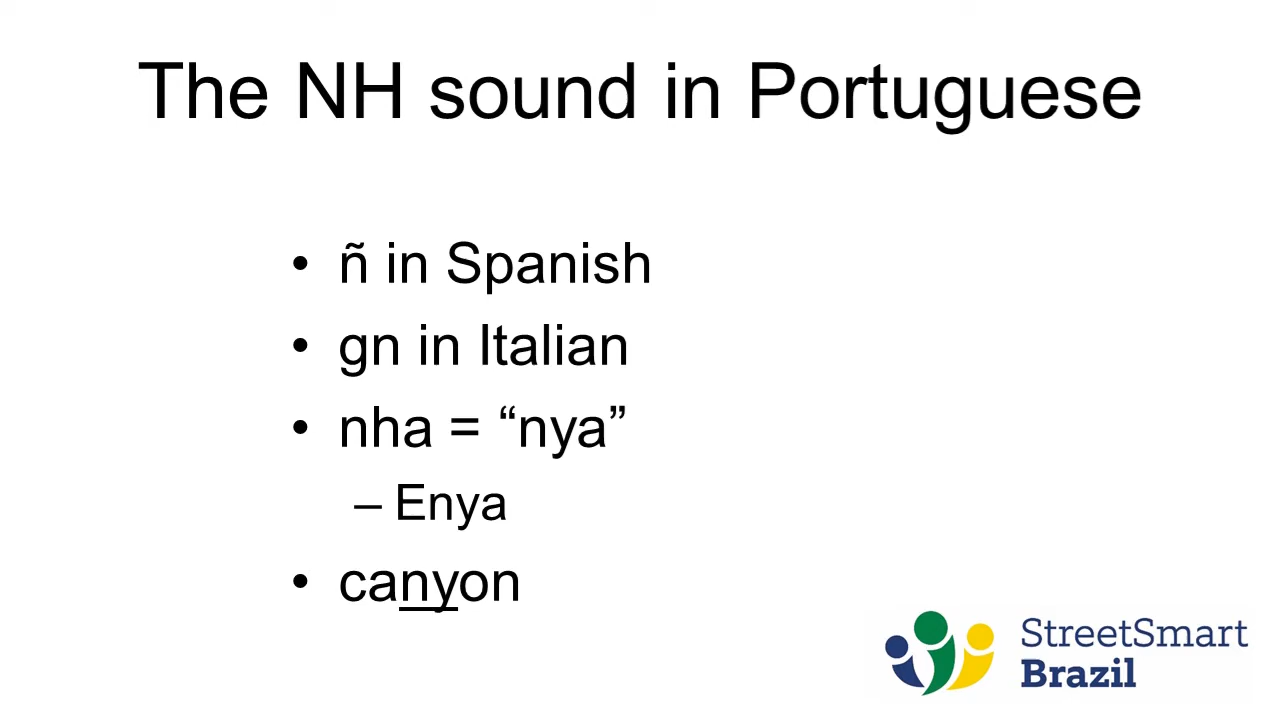 The NH sound in Portuguese
• ñ in Spanish
• gn in Italian
• nha = “nya”
– Enya
• canyon
StreetSmart
Brazil